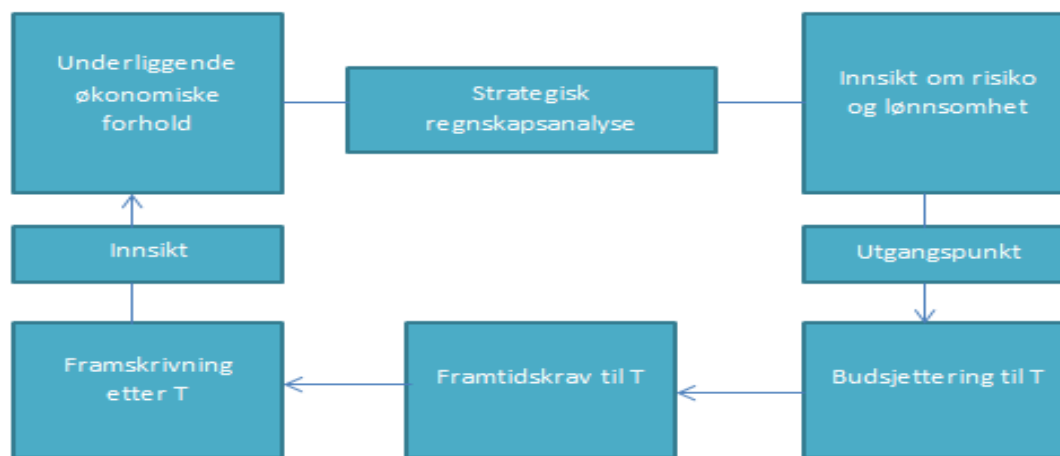 Underliggende
økonomiske
forhold
Strategisk
regnskapsanalyse
Innsikt om risiko
og lønnsomhet
Innsikt
Utgangspunkt
Framskrivning
etter T
Framtidskrav til T
Budsjettering til T